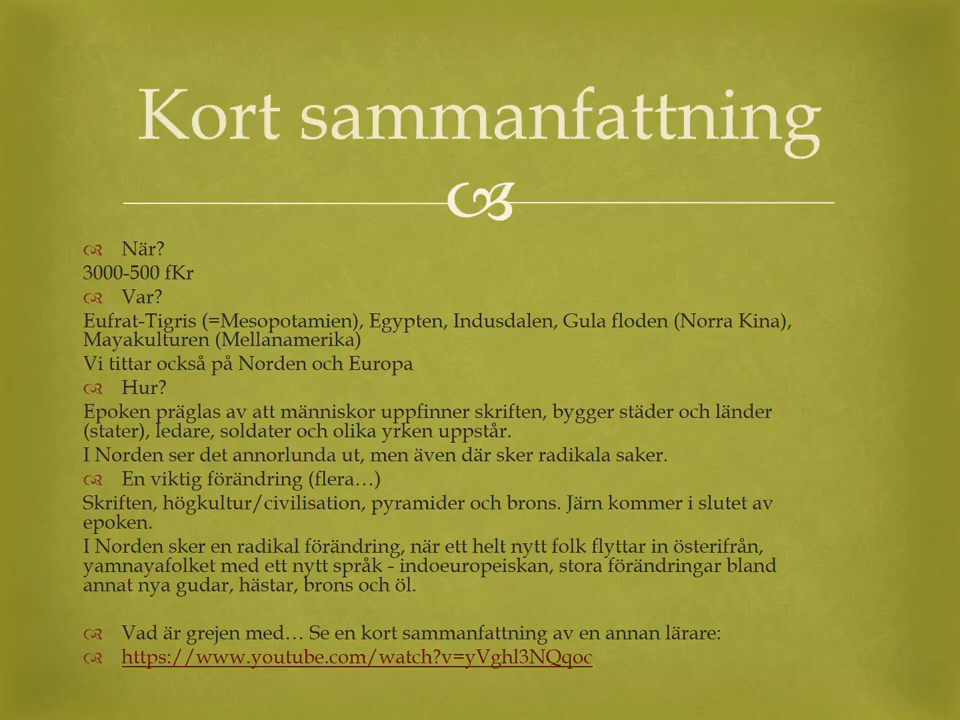 Kort sammanfattning
När?
3000-500 fKr
Var?
Eufrat-Tigris (=Mesopotamien), Egypten, Indusdalen, Gula floden (Norra Kina),
Mayakulturen (Mellanamerika)
Vi tittar också på Norden och Europa
Hur?
Epoken präglas av att människor uppfinner skriften, bygger städer och länder
(stater), ledare, soldater och olika yrken uppstår.
I Norden ser det annorlunda ut, men även där sker radikala saker.
En viktig förändring (flera…)
Skriften, högkultur/civilisation, pyramider och brons. Järn kommer i slutet av
epoken.
I Norden sker en radikal förändring, när ett helt nytt folk flyttar in österifrån,
yamnayafolket med ett nytt språk - indoeuropeiskan, stora förändringar bland
annat nya gudar, hästar, brons och öl.
Vad är grejen med… Se en kort sammanfattning av en annan lärare:
https://www.youtube.com/watch?v=yVghl3NQqoc